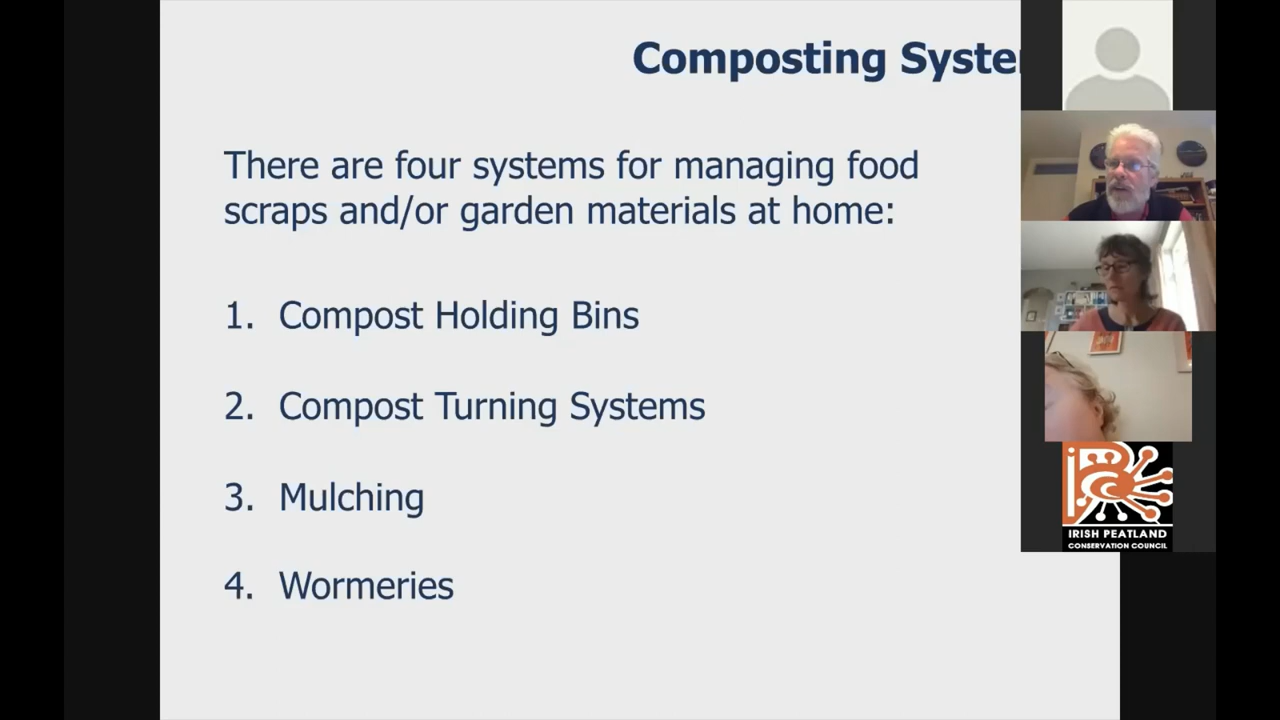 Composting
There are four systems for managing food
scraps and/or garden materials at home:
1. Compost Holding Bins
2. Compost Turning Systems
3. Mulching
4. Wormeries
IRISH PEATLAND
CONSERVATION COUNCIL